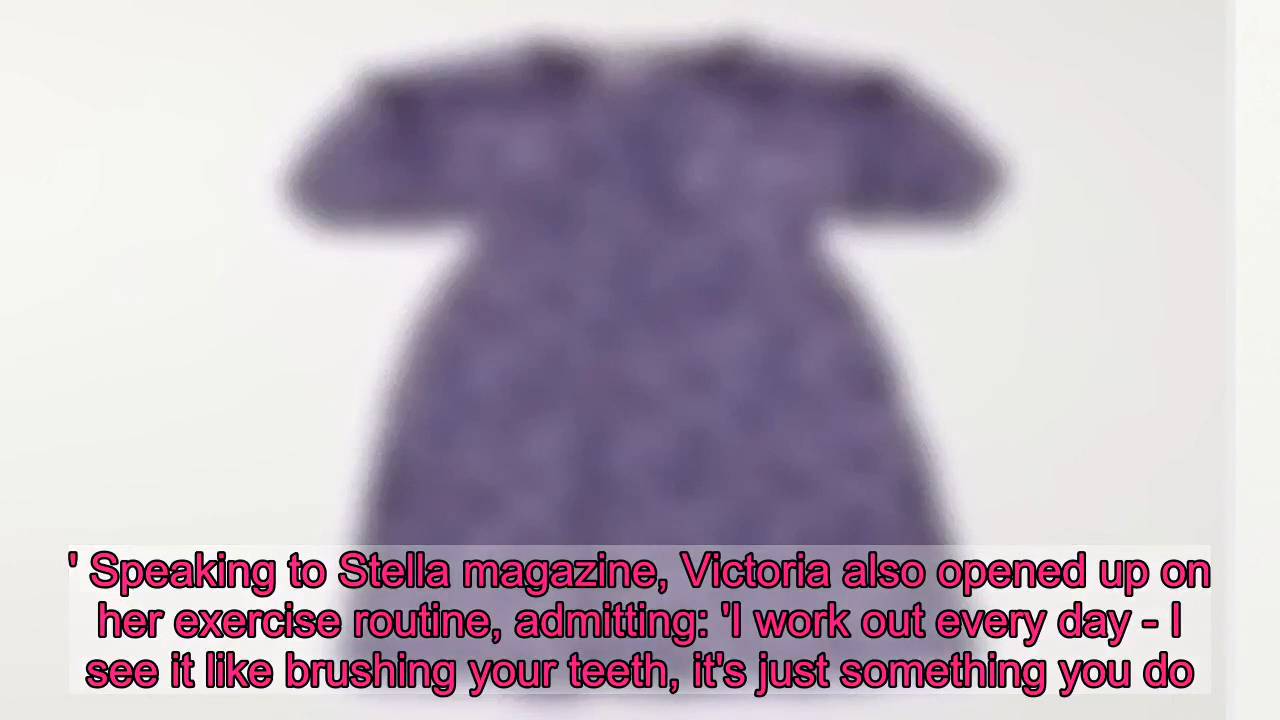 ' Speaking to Stella magazine, Victoria also opened up on
her exercise routine, admitting: 'I work out every day - I
see it like brushing your teeth, it's just something you do